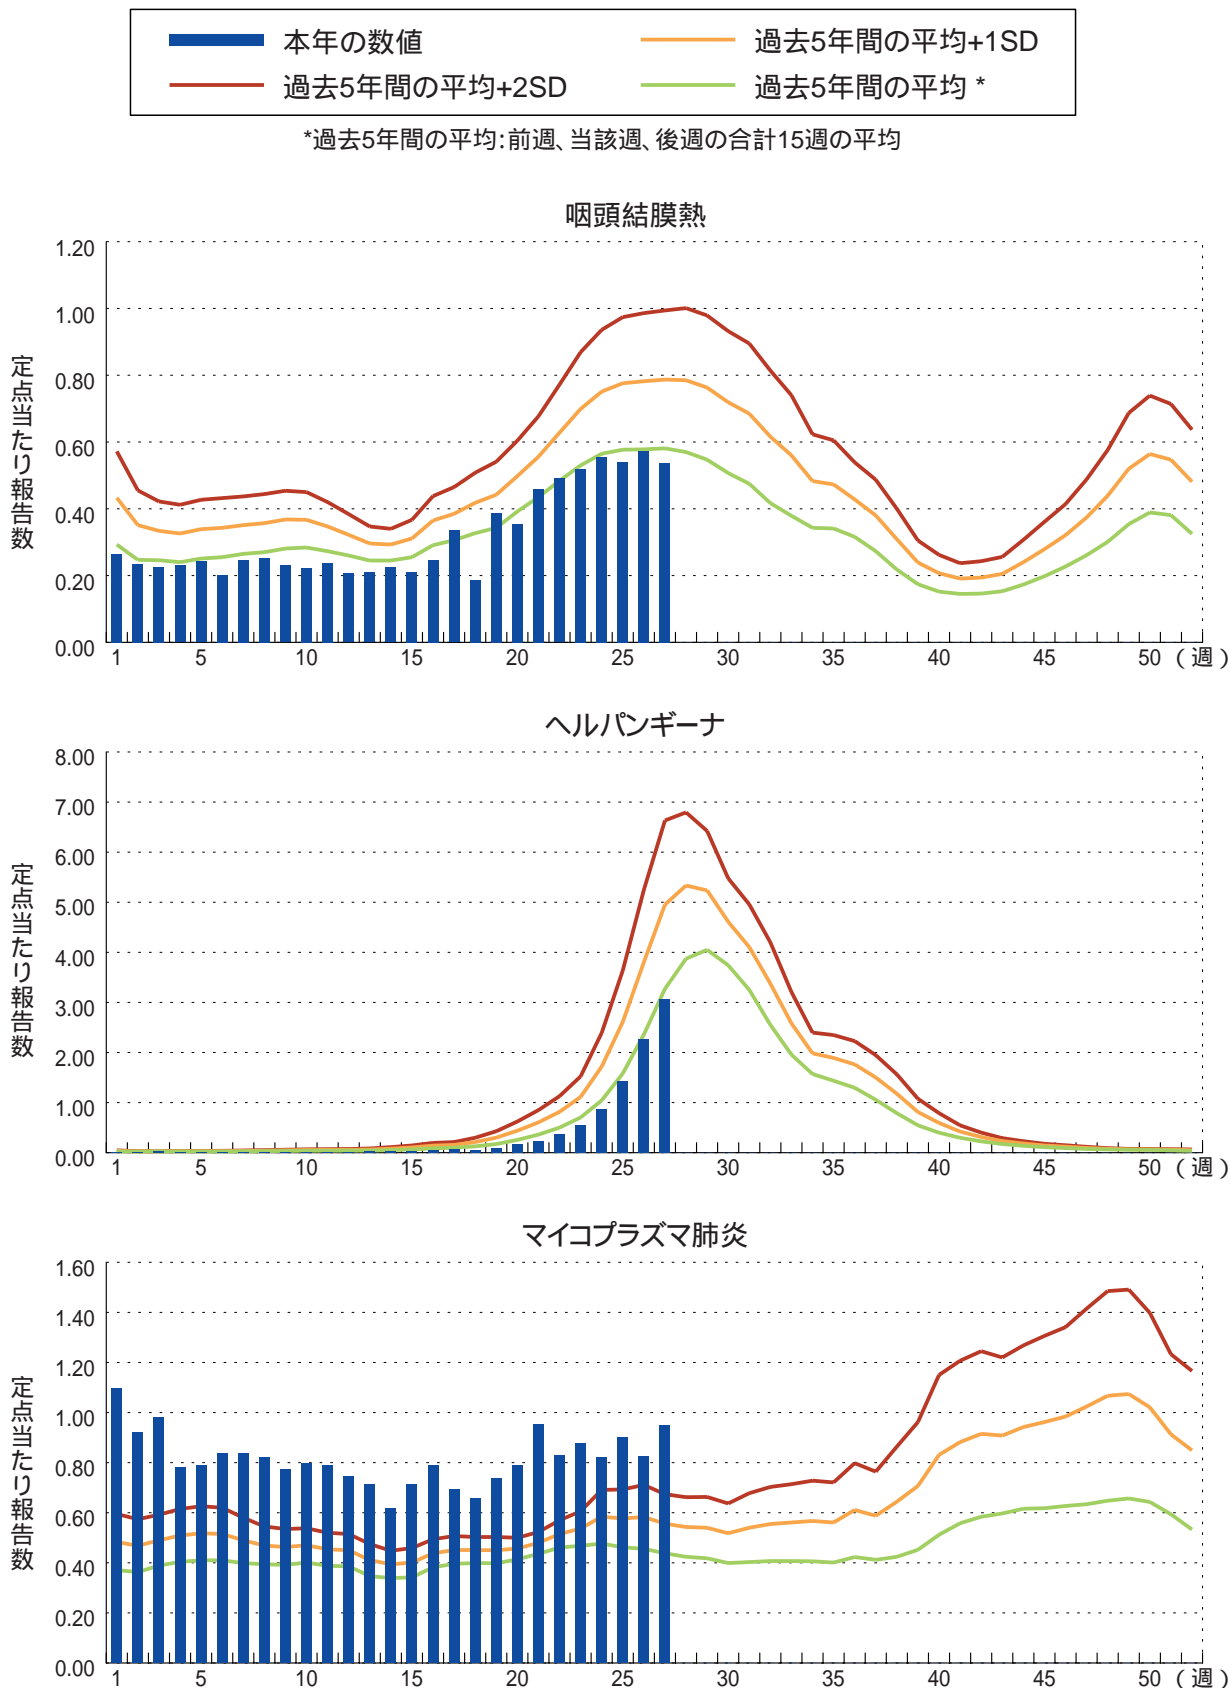 本年の数値
過去5年間の平均+1SD
過去5年間の平均+2SD
過去5年間の平均 *
*過去5年間の平均:前週、当該週、後週の合計15週の平均
咽頭結膜熱
定点当たり報告数
1.20
1.00
0.80
0.60
0.40
0.20
0.00
1 5 10 15 20 25 30 35 40 45 50 (週)
ヘルパンギーナ
定点当たり報告数
8.00
7.00
6.00
5.00
4.00
3.00
2.00
1.00
0.00
1 5 10 15 20 25 30 35 40 45 50 (週)
マイコプラズマ肺炎
定点当たり報告数
1.60
1.40
1.20
1.00
0.80
0.60
0.40
0.20
0.00
1 5 10 15 20 25 30 35 40 45 50 (週)